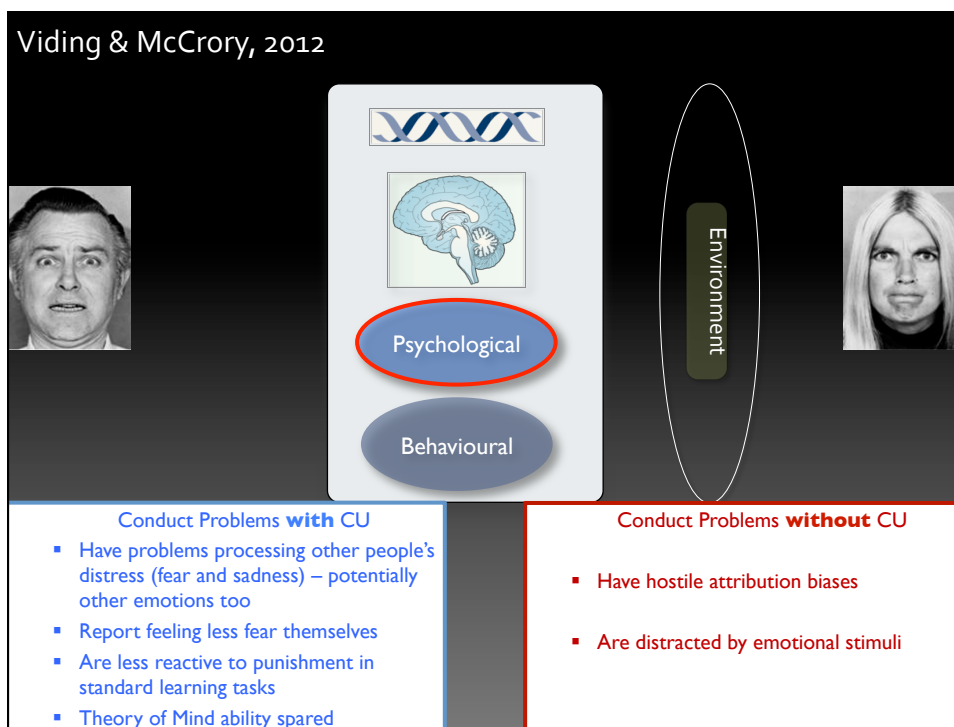 Viding & McCrory, 2012
Environment
Psychological
Behavioural
Conduct Problems with CU
▪ Have problems processing other people's
distress (fear and sadness) – potentially
other emotions too
▪ Report feeling less fear themselves
▪ Are less reactive to punishment in
standard learning tasks
▪ Theory of Mind ability spared
Conduct Problems without CU
▪ Have hostile attribution biases
▪ Are distracted by emotional stimuli